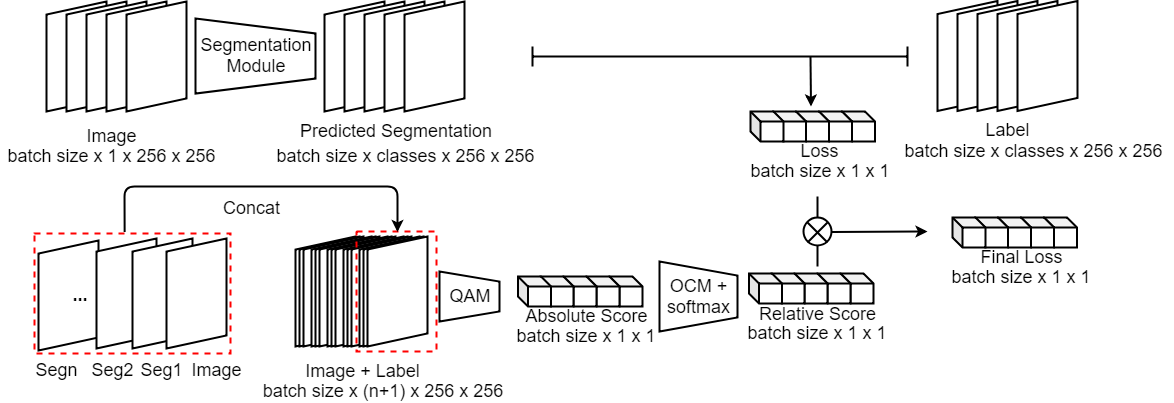 Segmentation
Module
Image
batch size x 1 x 256 x 256
Predicted Segmentation
batch size x classes x 256 x 256
Loss
batch size x 1 x 1
Label
batch size x classes x 256 x 256
Concat
...
Segn
Seg2
Seg1
Image
Image + Label
batch size x (n+1) x 256 x 256
QAM
Absolute Score
batch size x 1 x 1
OCM +
softmax
Relative Score
batch size x 1 x 1
Final Loss
batch size x 1 x 1